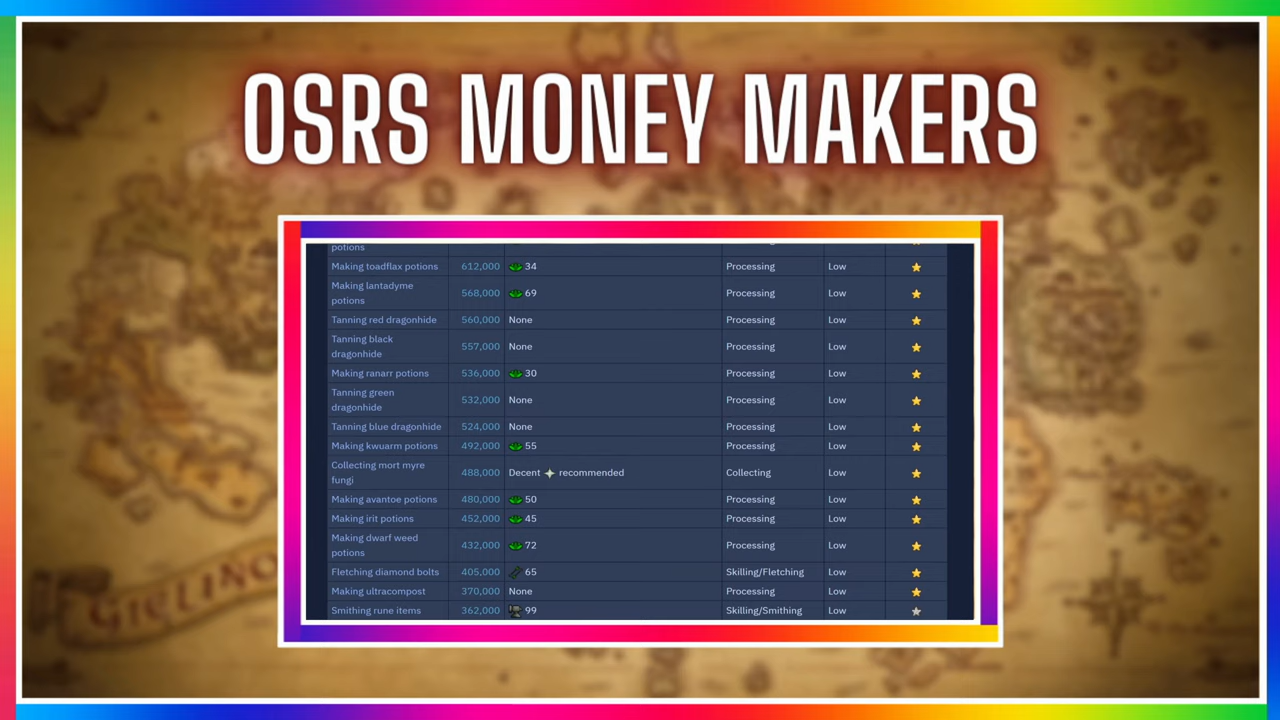 OSRS MONEY MAKERS
potions
Making toadflax potions 612,000 34 Processing Low
Making lantadyme potions 568,000 69 Processing Low
Tanning red dragonhide 560,000 None Processing Low
Tanning black dragonhide 557,000 None Processing Low
Making ranarr potions 536,000 30 Processing Low
Tanning green dragonhide 532,000 None Processing Low
Tanning blue dragonhide 524,000 None Processing Low
Making kwuarm potions 492,000 55 Processing Low
Collecting mort myre fungi 488,000 Decent recommended Collecting Low
Making avantoe potions 480,000 50 Processing Low
Making irit potions 452,000 45 Processing Low
Making dwarf weed potions 432,000 72 Processing Low
Fletching diamond bolts 405,000 65 Skilling/Fletching Low
Making ultracompost 370,000 None Processing Low
Smithing rune items 362,000 99 Skilling/Smithing Low